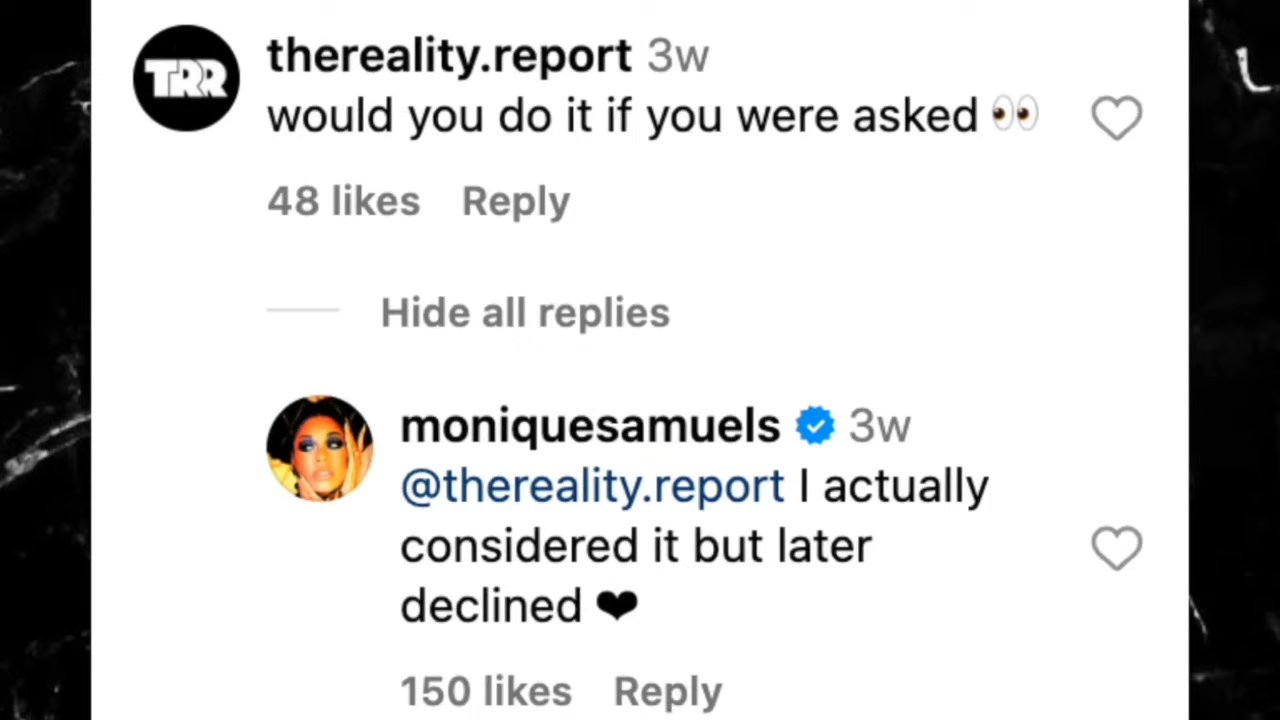 TRR
thereality.report 3w
would you do it if you were asked 👀
48 likes Reply
Hide all replies
moniquesamuels 3w
@thereality.report I actually
considered it but later
declined ❤
150 likes Reply